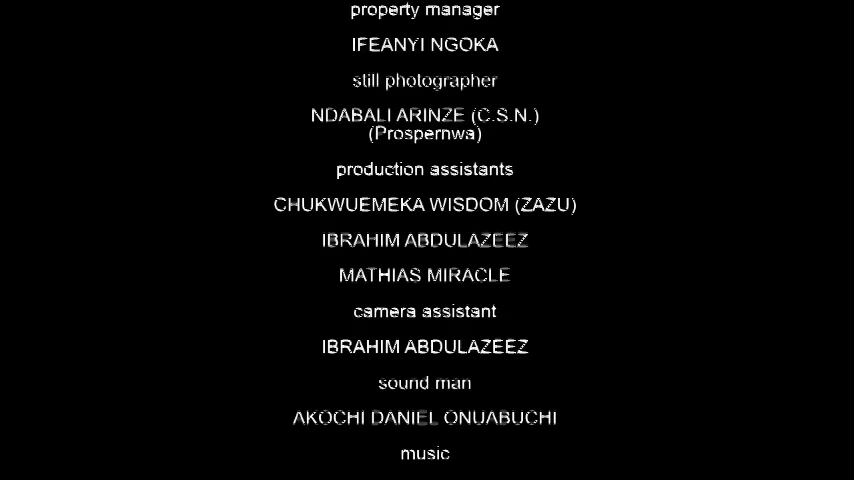 property manager
IFEANYI NGOKA
still photographer
NDABALI ARINZE (C.S.N.)
(Prospernwa)
production assistants
CHUKWUEMEKA WISDOM (ZAZU)
IBRAHIM ABDULAZEEZ
MATHIAS MIRACLE
camera assistant
IBRAHIM ABDULAZEEZ
sound man
AKOCHI DANIEL ONUABUCHI
music